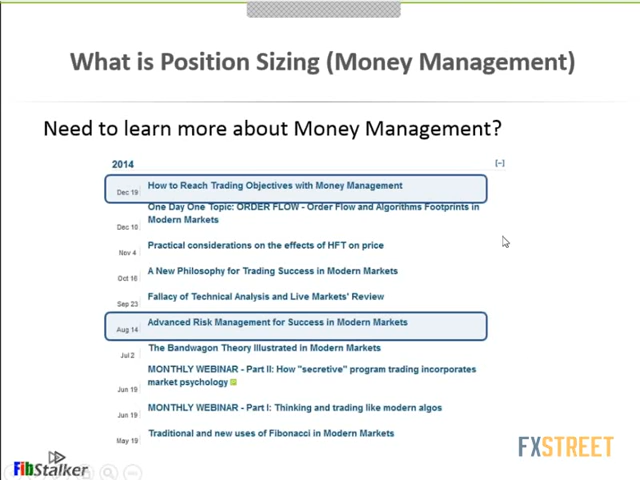 What is Position Sizing (Money Management)
Need to learn more about Money Management?
2014
[–]
Dec 19 How to Reach Trading Objectives with Money Management
One Day One Topic: ORDER FLOW - Order Flow and Algorithms Footprints in
Dec 10 Modern Markets
Nov 4 Practical considerations on the effects of HFT on price
Oct 16 A New Philosophy for Trading Success in Modern Markets
Sep 23 Fallacy of Technical Analysis and Live Markets' Review
Aug 14 Advanced Risk Management for Success in Modern Markets
Jul 2 The Bandwagon Theory Illustrated in Modern Markets
MONTHLY WEBINAR - Part II: How "secretive" program trading incorporates
Jun 19 market psychology
Jun 19 MONTHLY WEBINAR - Part I: Thinking and trading like modern algos
May 19 Traditional and new uses of Fibonacci in Modern Markets
FibStalker
FXSTREET